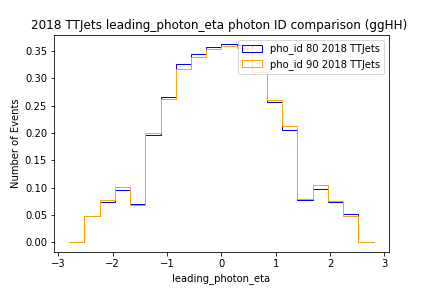 2018 TTJets leading_photon_eta photon ID comparison (ggHH)
pho_id 80 2018 TTJets
pho_id 90 2018 TTJets
Number of Events
0.35
0.30
0.25
0.20
0.15
0.10
0.05
0.00
−3 −2 −1 0 1 2 3
leading_photon_eta